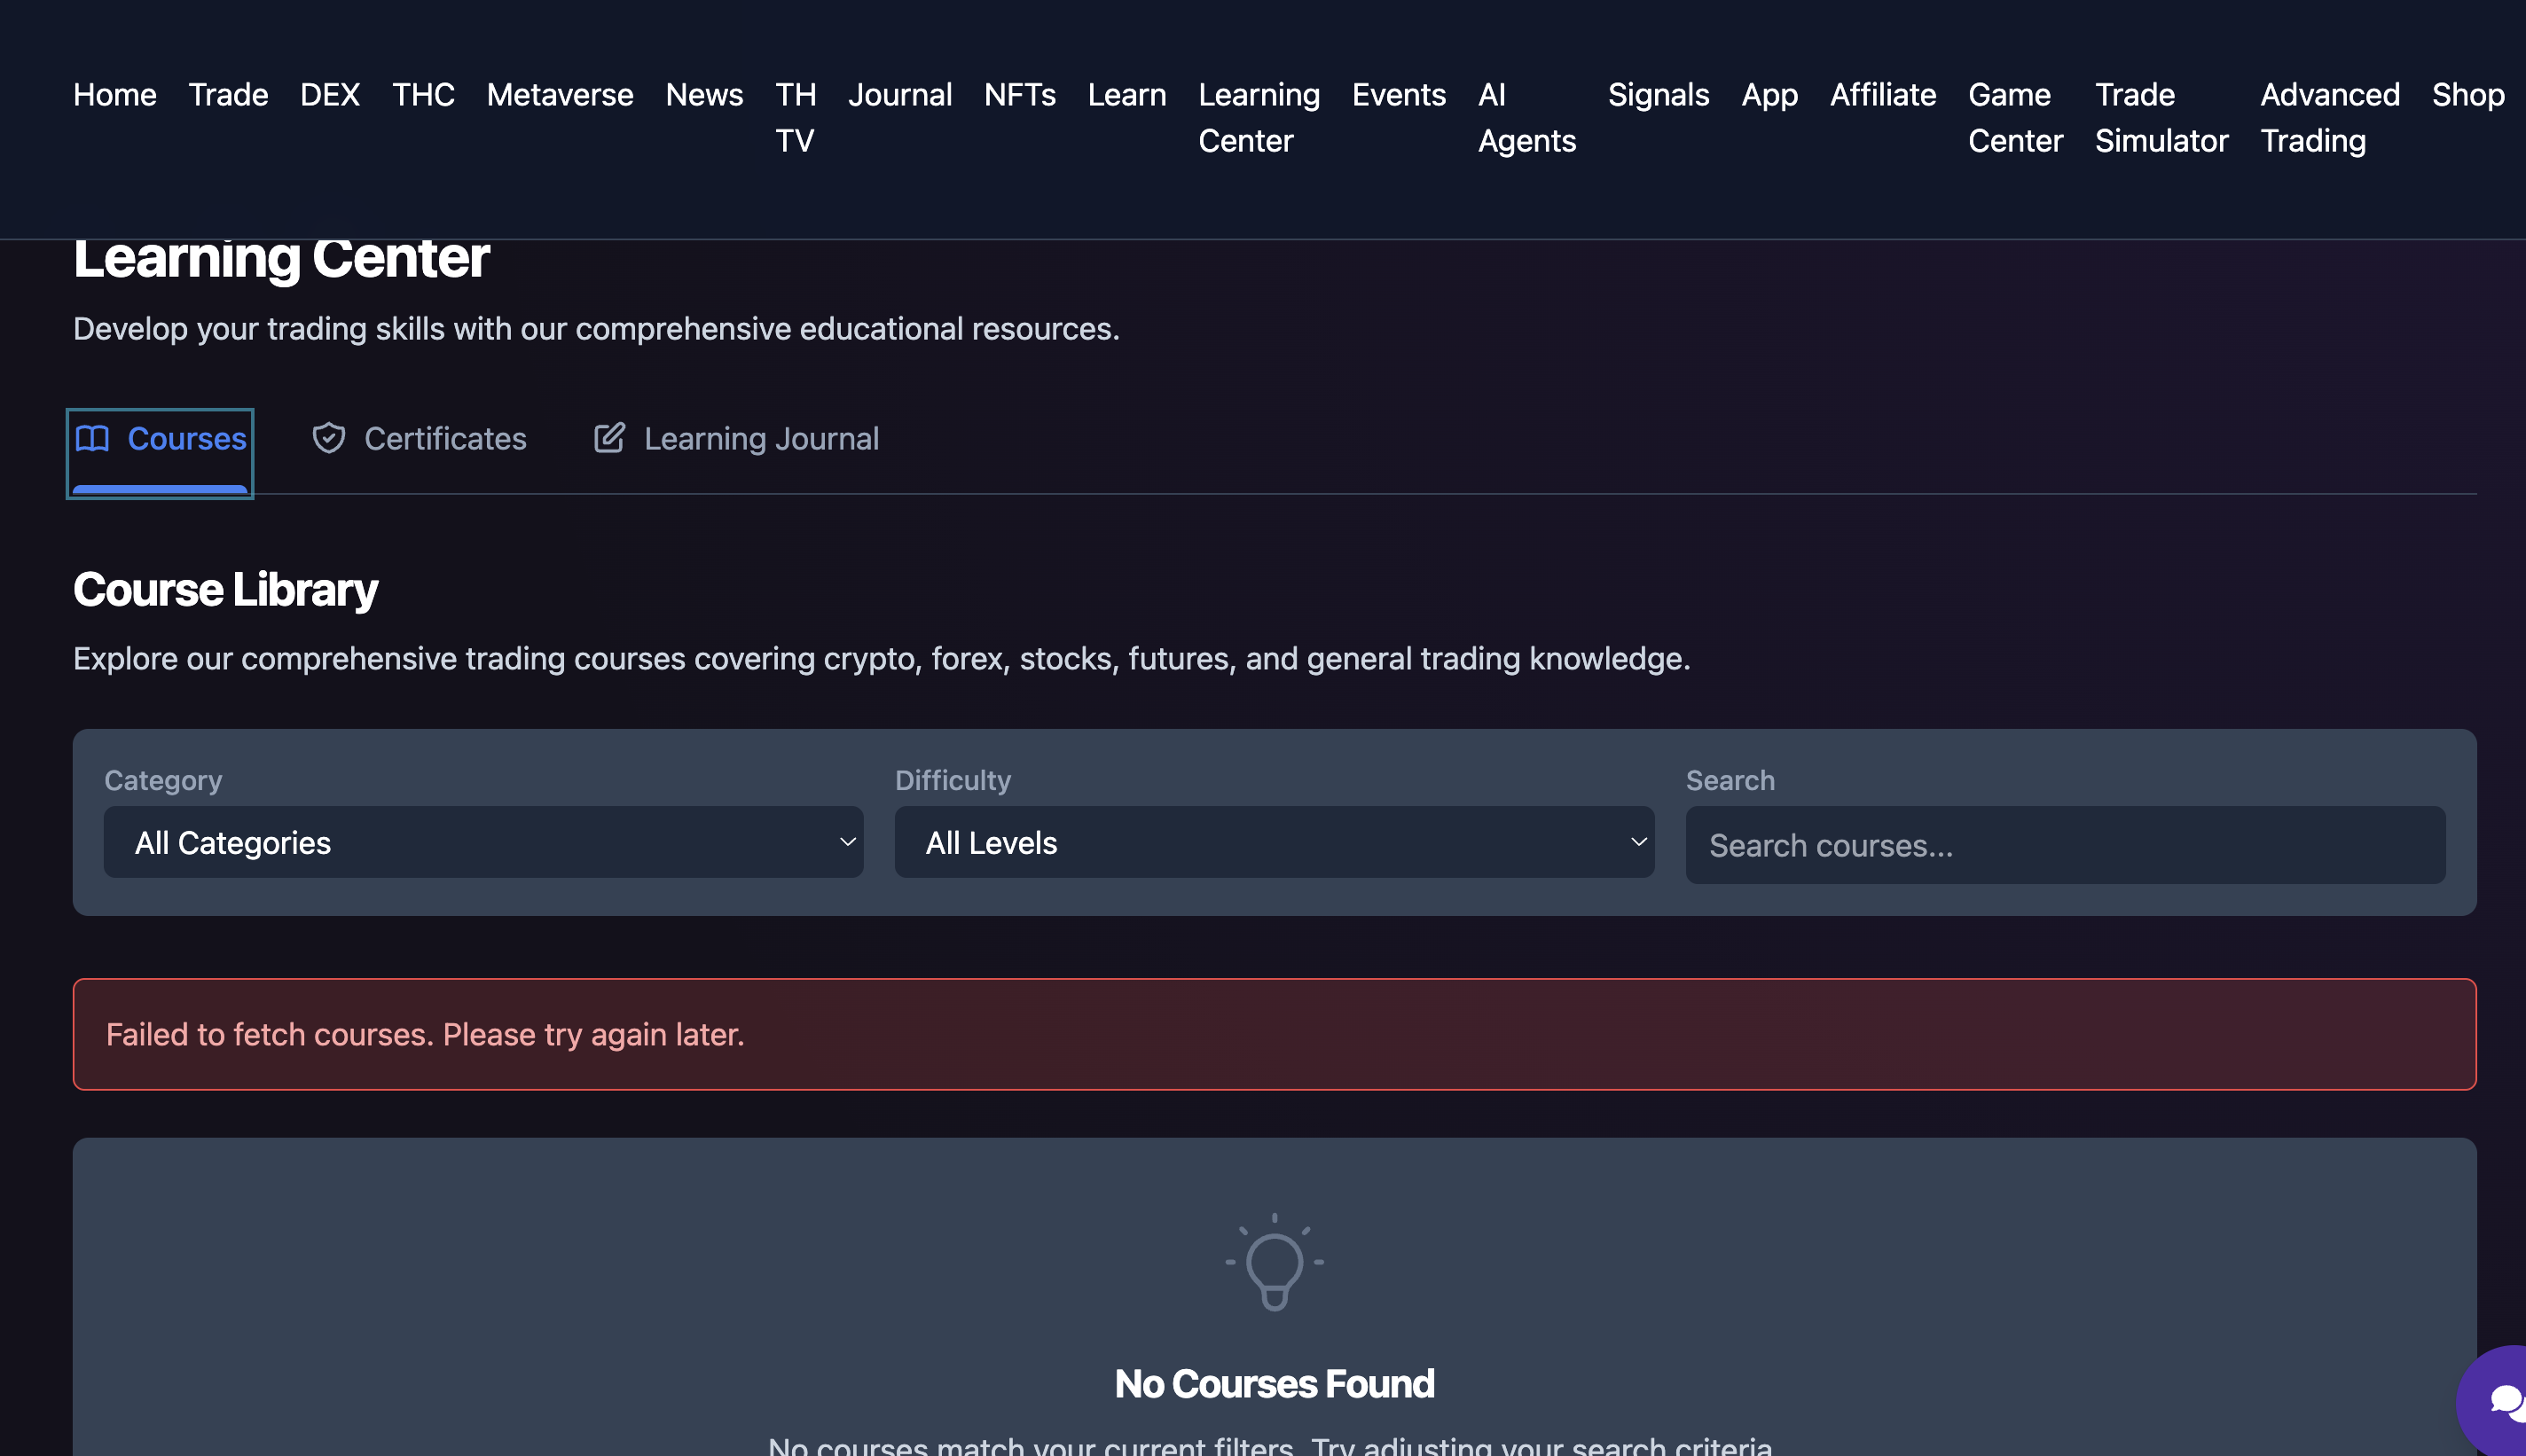 Home Trade DEX THC Metaverse News TH TV Journal NFTs Learn Learning Center Events AI Agents Signals App Affiliate Game Center Trade Simulator Advanced Trading Shop
Learning Center
Develop your trading skills with our comprehensive educational resources.
Courses Certificates Learning Journal
Course Library
Explore our comprehensive trading courses covering crypto, forex, stocks, futures, and general trading knowledge.
Category Difficulty Search
All Categories All Levels Search courses...
Failed to fetch courses. Please try again later.
No Courses Found
No courses match your current filters. Try adjusting your search criteria